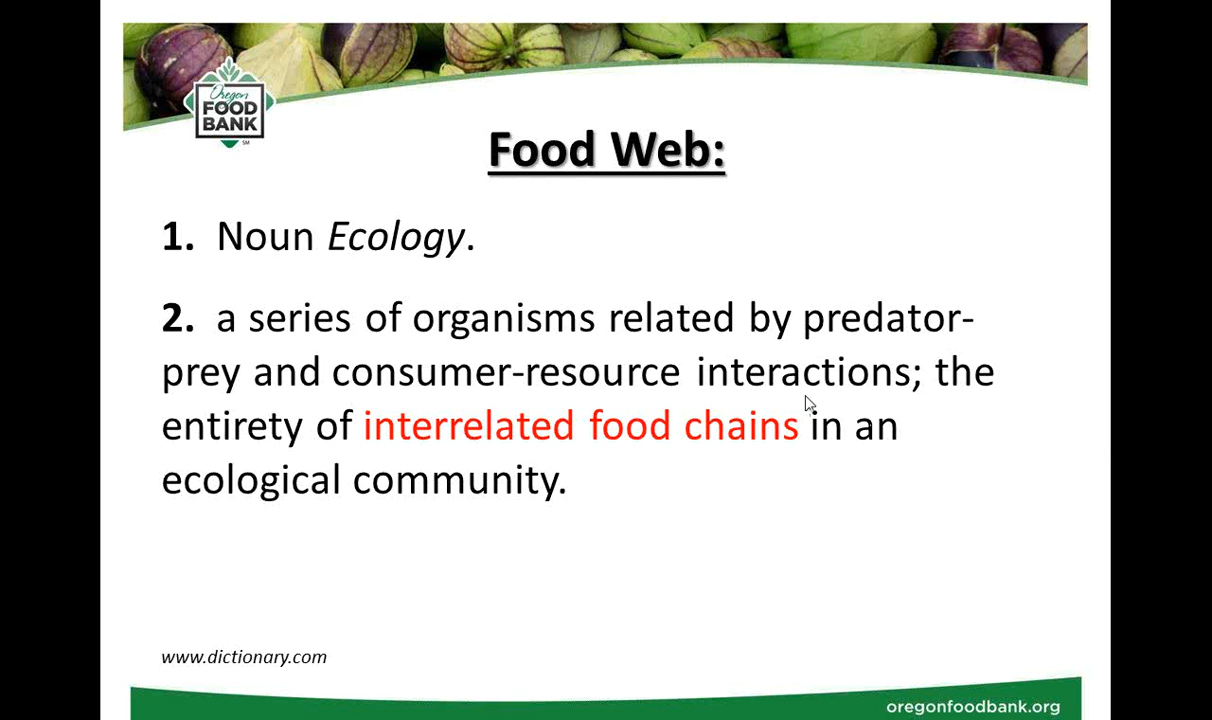 Oregon
FOOD
BANK
SM
Food Web:
1. Noun Ecology.
2. a series of organisms related by predator-
prey and consumer-resource interactions; the
entirety of interrelated food chains in an
ecological community.
www.dictionary.com
oregonfoodbank.org